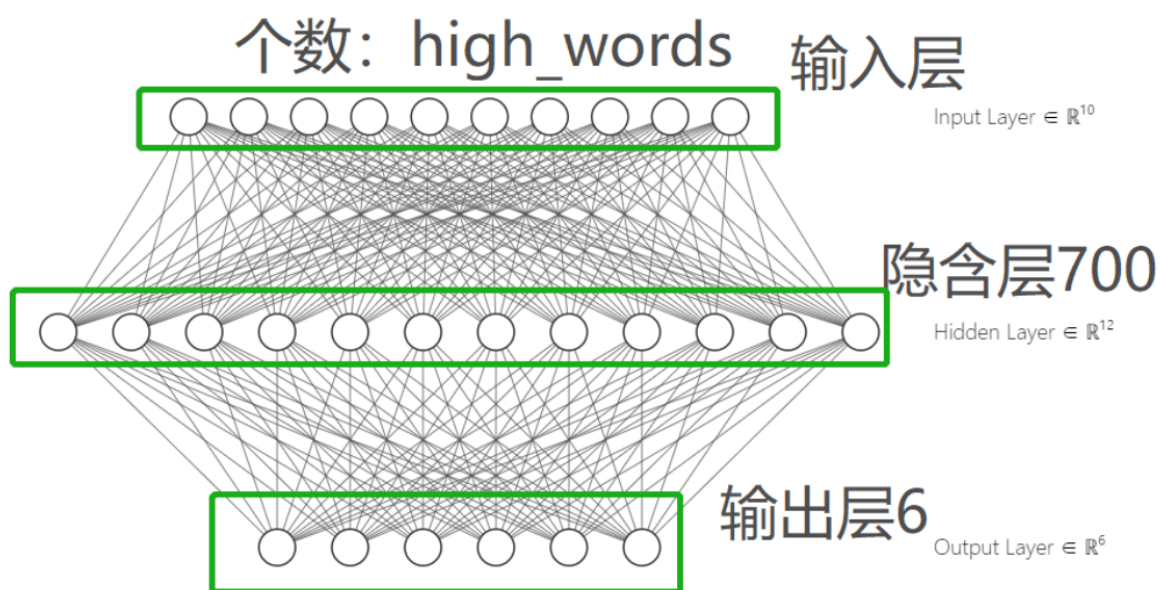 个数：high_words
输入层
Input Layer ∈ ℝ¹⁰
隐含层700
Hidden Layer ∈ ℝ¹²
输出层6
Output Layer ∈ ℝ⁶